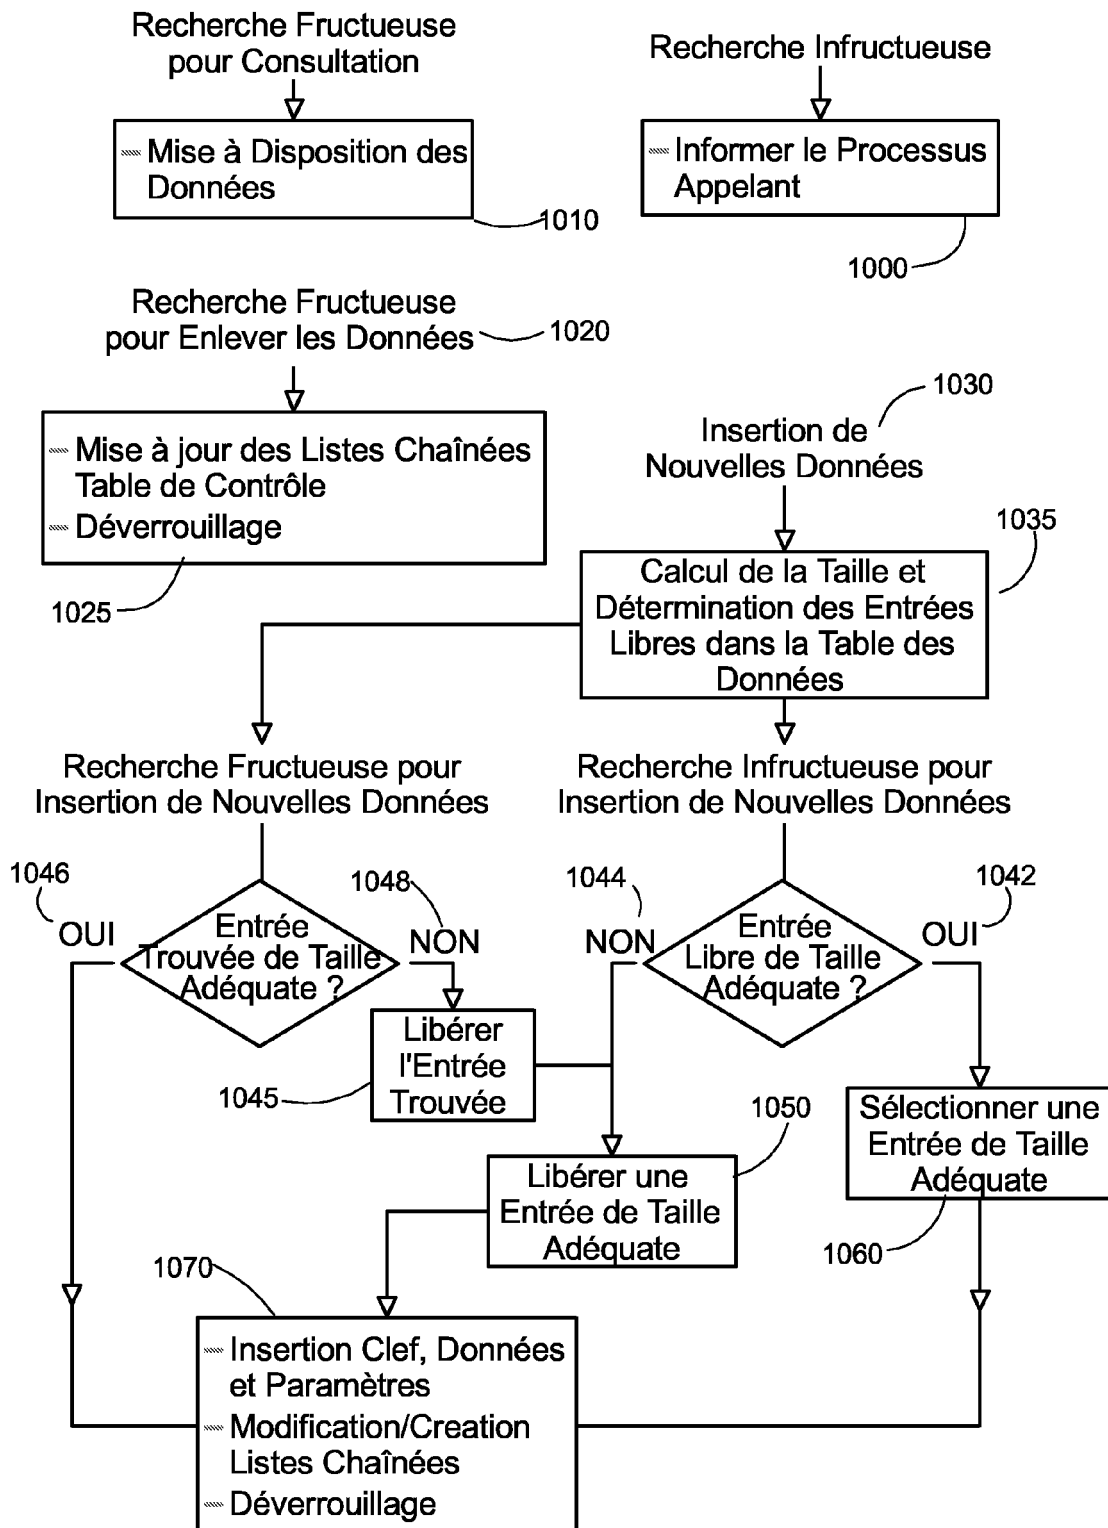 Recherche Fructueuse
pour Consultation
Mise à Disposition des
Données
1010
Recherche Infructueuse
Informer le Processus
Appelant
1000
Recherche Fructueuse
pour Enlever les Données
1020
Mise à jour des Listes Chaînées
Table de Contrôle
Déverrouillage
1025
1030
Insertion de
Nouvelles Données
1035
Calcul de la Taille et
Détermination des Entrées
Libres dans la Table des
Données
Recherche Fructueuse pour
Insertion de Nouvelles Données
Recherche Infructueuse pour
Insertion de Nouvelles Données
1046
OUI
Entrée
Trouvée de Taille
Adéquate ?
1048
NON
1044
NON
Entrée
Libre de Taille
Adéquate ?
1042
OUI
Libérer
l'Entrée
Trouvée
1045
1050
Libérer une
Entrée de Taille
Adéquate
Sélectionner une
Entrée de Taille
Adéquate
1060
1070
Insertion Clef, Données
et Paramètres
Modification/Creation
Listes Chaînées
Déverrouillage